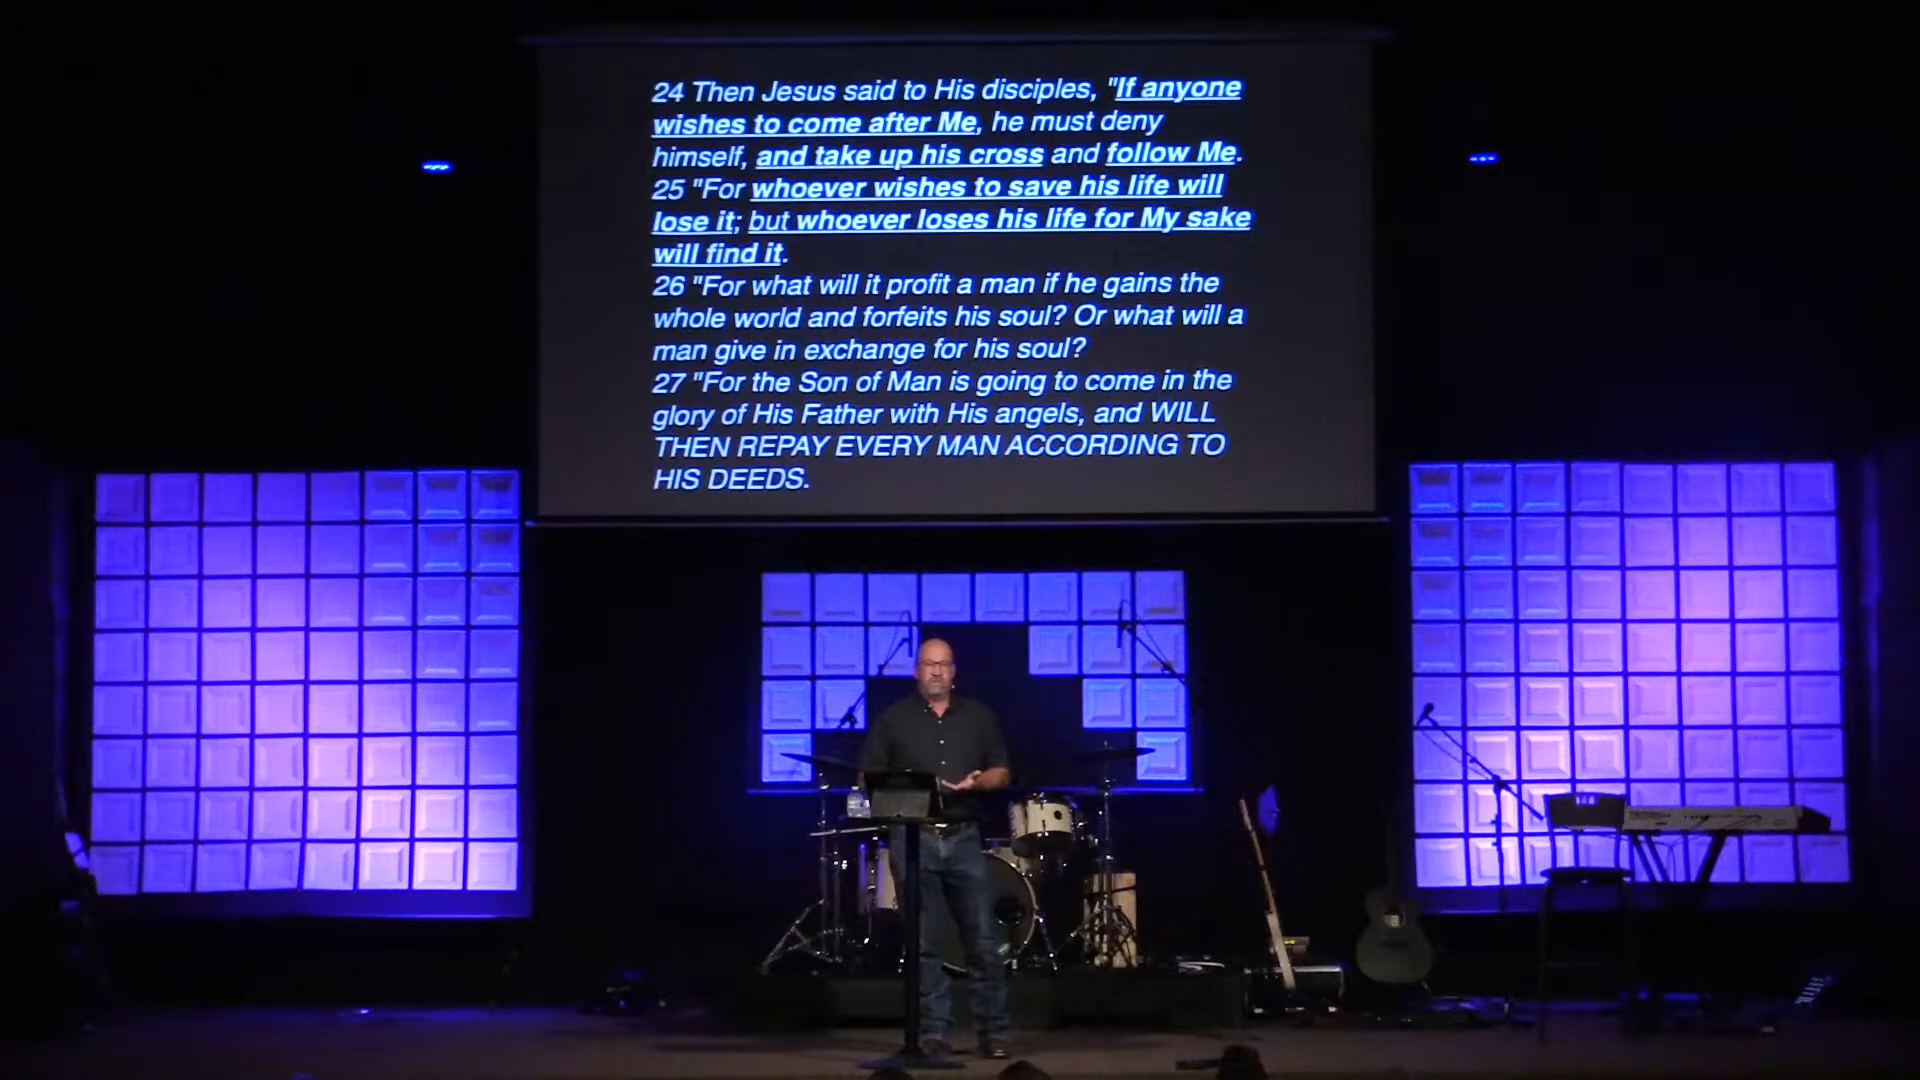 24 Then Jesus said to His disciples, "If anyone
wishes to come after Me, he must deny
himself, and take up his cross and follow Me.
25 "For whoever wishes to save his life will
lose it; but whoever loses his life for My sake
will find it.
26 "For what will it profit a man if he gains the
whole world and forfeits his soul? Or what will a
man give in exchange for his soul?
27 "For the Son of Man is going to come in the
glory of His Father with His angels, and WILL
THEN REPAY EVERY MAN ACCORDING TO
HIS DEEDS.